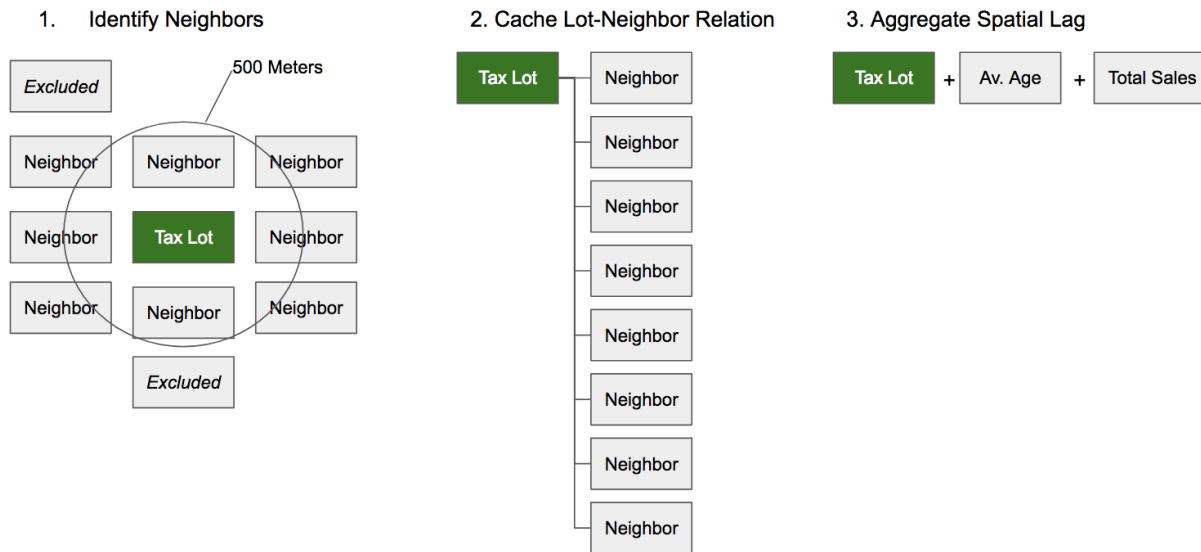 1. Identify Neighbors
500 Meters
Excluded
Neighbor Neighbor Neighbor
Neighbor Tax Lot Neighbor
Neighbor Neighbor Neighbor
Excluded
2. Cache Lot-Neighbor Relation
Tax Lot Neighbor
Neighbor
Neighbor
Neighbor
Neighbor
Neighbor
Neighbor
Neighbor
3. Aggregate Spatial Lag
Tax Lot + Av. Age + Total Sales